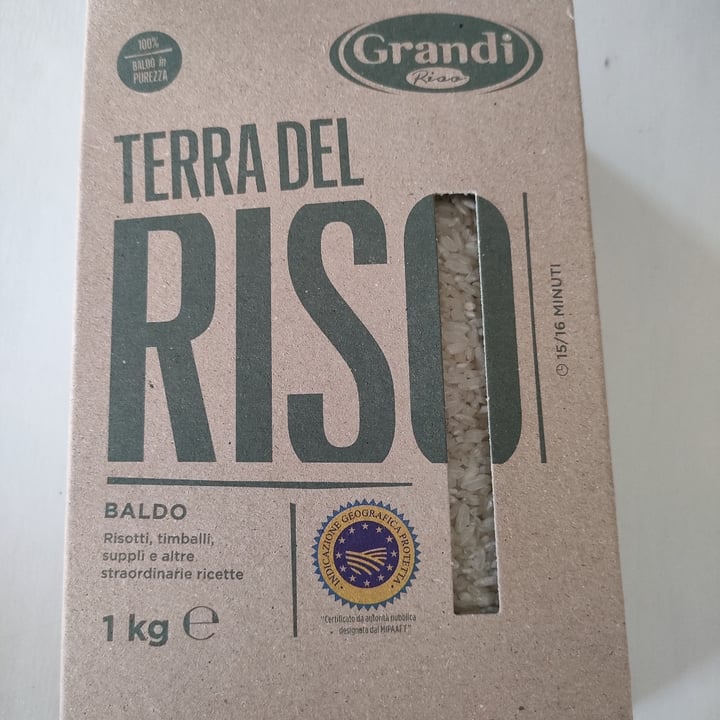 100%
BALDO in
PUREZZA
Grandi
Riso
TERRA DEL
RISO
15/16 MINUTI
BALDO
Risotti, timballi,
supplì e altre
straordinarie ricette
1 kg e
INDICAZIONE GEOGRAFICA PROTETTA
"Certificato da autorità pubblica
designata dal MIPAAFT"